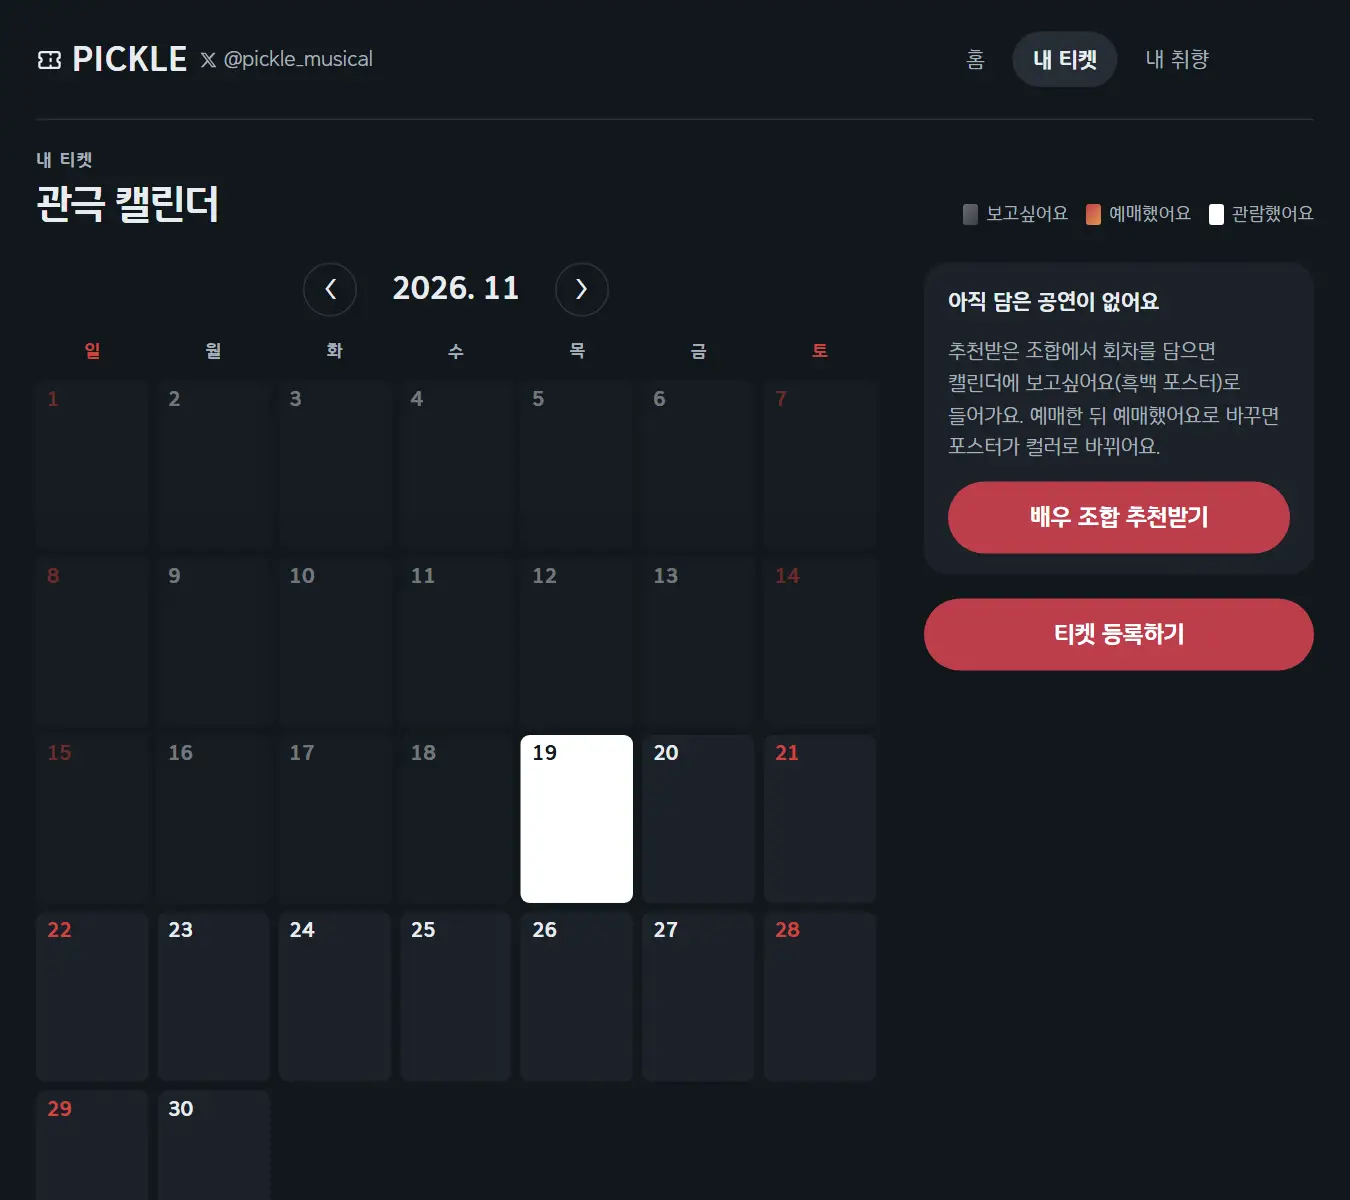 PICKLE 𝕏 @pickle_musical
홈 내 티켓 내 취향
내 티켓
관극 캘린더
보고싶어요 예매했어요 관람했어요
2026. 11
일 월 화 수 목 금 토
1 2 3 4 5 6 7
8 9 10 11 12 13 14
15 16 17 18 19 20 21
22 23 24 25 26 27 28
29 30
아직 담은 공연이 없어요
추천받은 조합에서 회차를 담으면
캘린더에 보고싶어요(흑백 포스터)로
들어가요. 예매한 뒤 예매했어요로 바꾸면
포스터가 컬러로 바뀌어요.
배우 조합 추천받기
티켓 등록하기